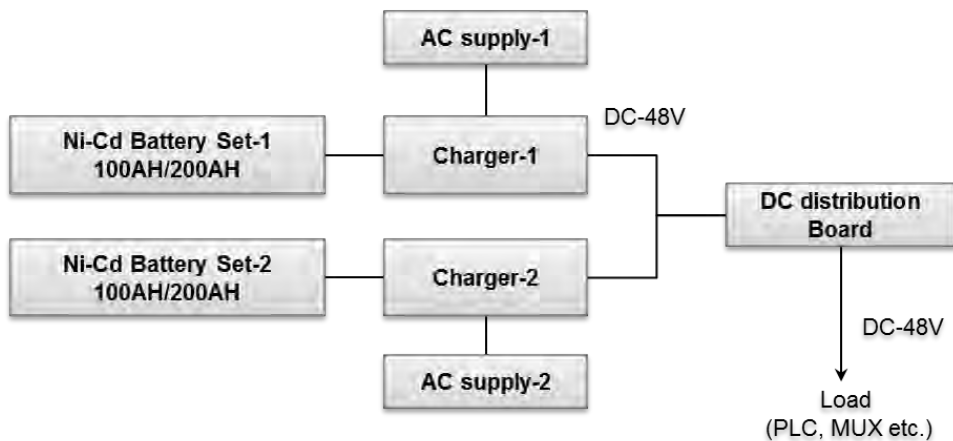 AC supply-1
DC-48V
Ni-Cd Battery Set-1
100AH/200AH
Charger-1
DC distribution
Board
Ni-Cd Battery Set-2
100AH/200AH
Charger-2
DC-48V
AC supply-2
Load
(PLC, MUX etc.)